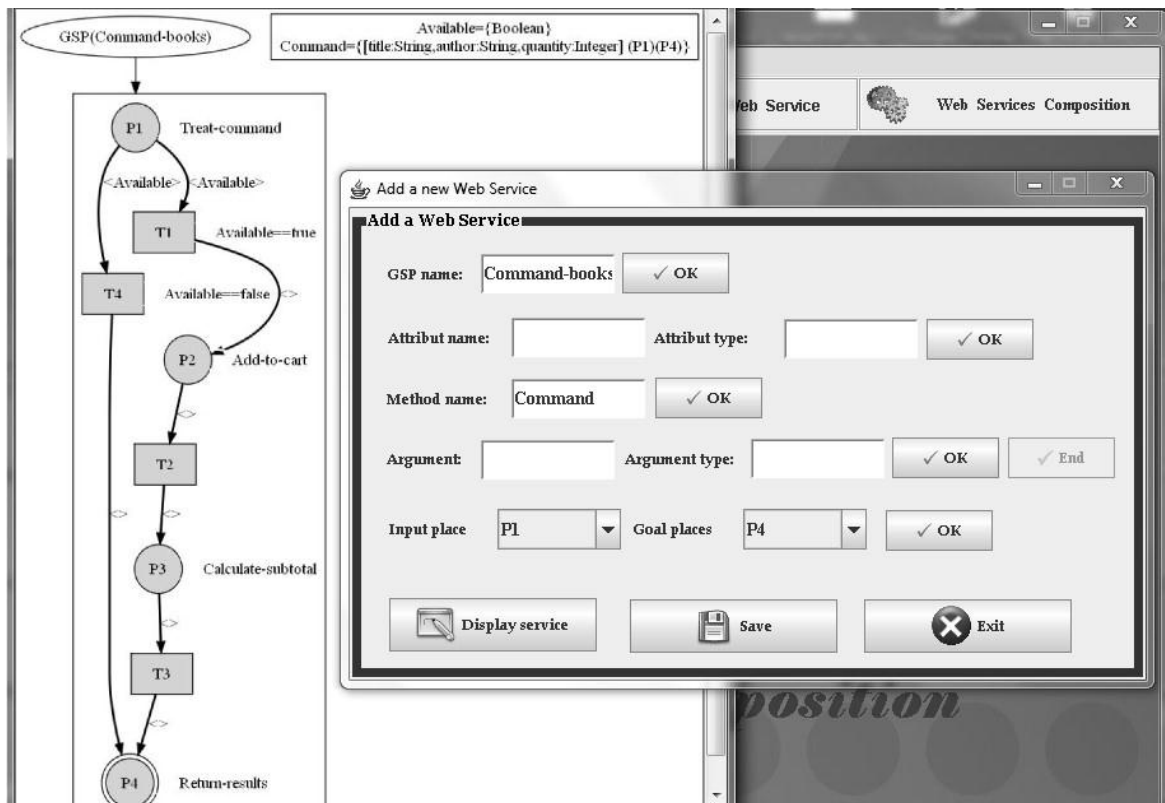 GSP(Command-books)
Available={Boolean}
Command={[title:String,author:String,quantity:Integer] (P1)(P4)}
P1 Treat-command
<Available> <Available>
T1 Available==true
T4 Available==false <>
P2 Add-to-cart
<>
T2
<> <>
P3 Calculate-subtotal
<>
T3
<>
P4 Return-results
Web Service
Web Services Composition
Add a new Web Service
Add a Web Service
GSP name: Command-books OK
Attribut name: Attribut type: OK
Method name: Command OK
Argument: Argument type: OK End
Input place P1 Goal places P4 OK
Display service Save Exit
position